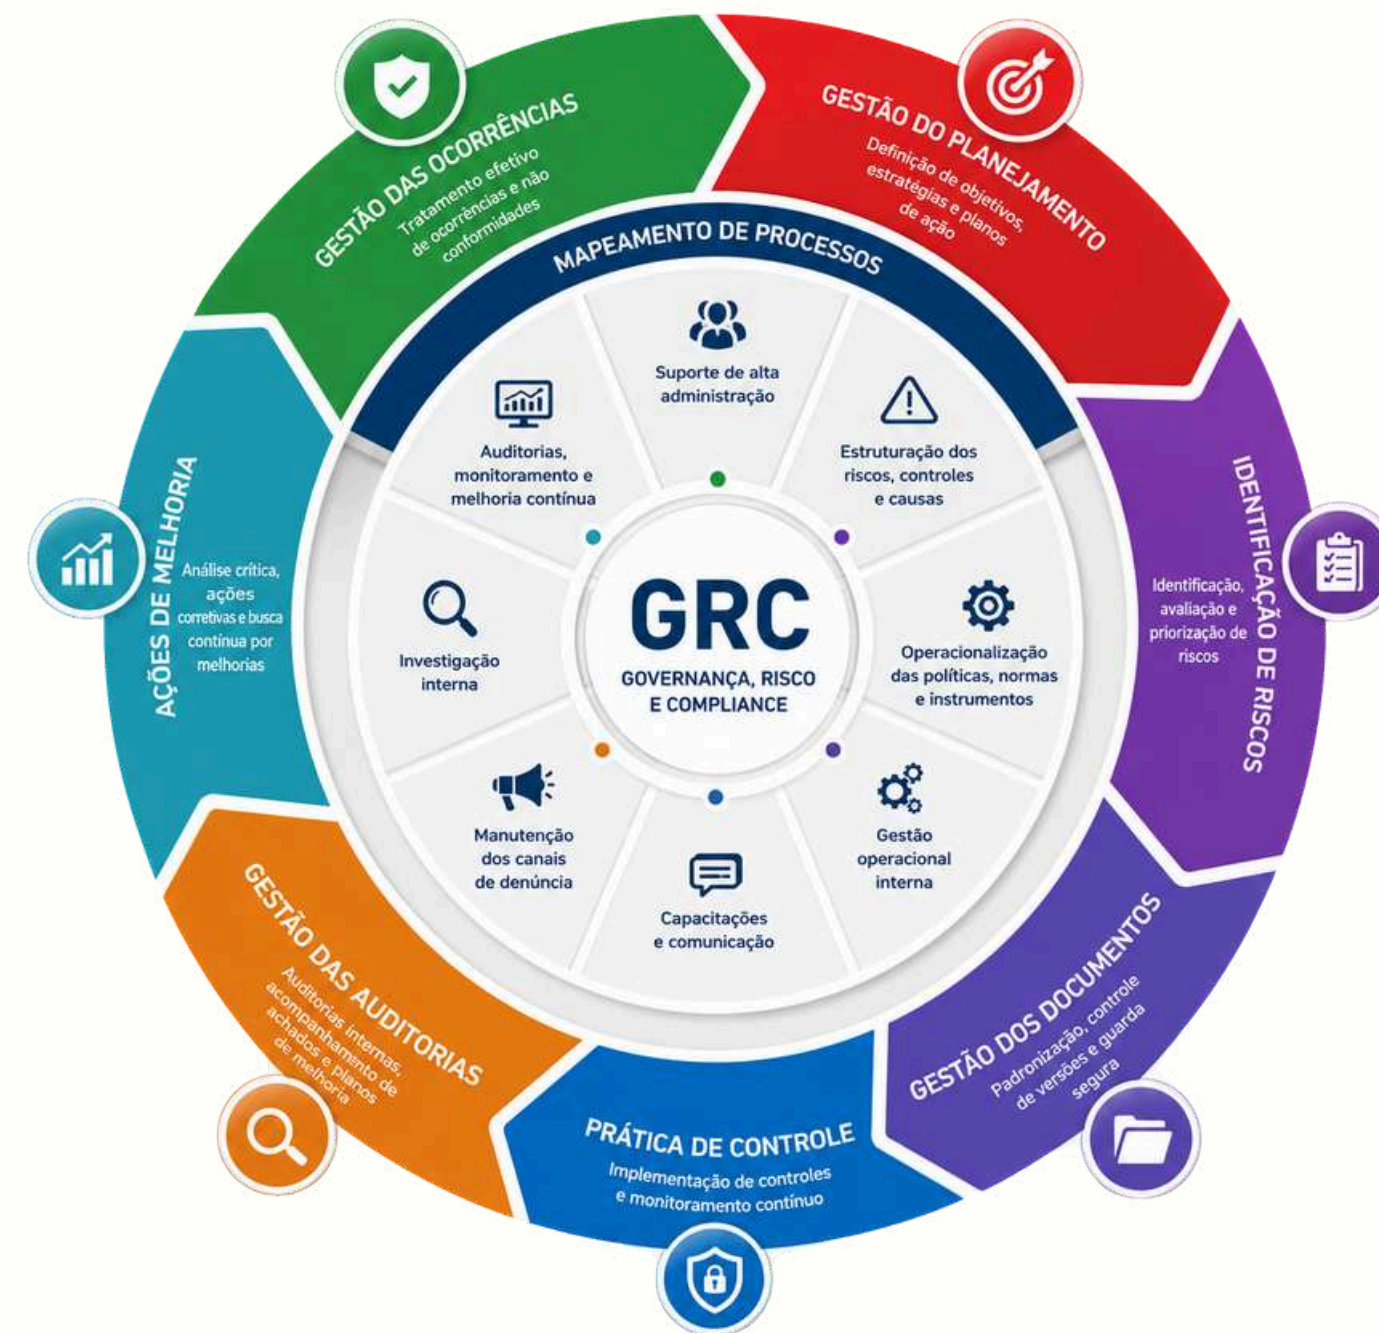 GESTÃO DAS OCORRÊNCIAS
Tratamento efetivo
de ocorrências e não
conformidades
GESTÃO DO PLANEJAMENTO
Definição de objetivos,
estratégias e planos
de ação
IDENTIFICAÇÃO DE RISCOS
Identificação,
avaliação e
priorização de
riscos
GESTÃO DOS DOCUMENTOS
Padronização, controle
de versões e guarda
segura
PRÁTICA DE CONTROLE
Implementação de controles
e monitoramento contínuo
GESTÃO DAS AUDITORIAS
Auditorias internas,
acompanhamento de
achados e planos
de melhoria
AÇÕES DE MELHORIA
Análise crítica,
ações
corretivas e busca
contínua por
melhorias
MAPEAMENTO DE PROCESSOS
Suporte de alta
administração
Estruturação dos
riscos, controles
e causas
Operacionalização
das políticas, normas
e instrumentos
Gestão
operacional
interna
Capacitações
e comunicação
Manutenção
dos canais
de denúncia
Investigação
interna
Auditorias,
monitoramento e
melhoria contínua
GRC
GOVERNANÇA, RISCO
E COMPLIANCE